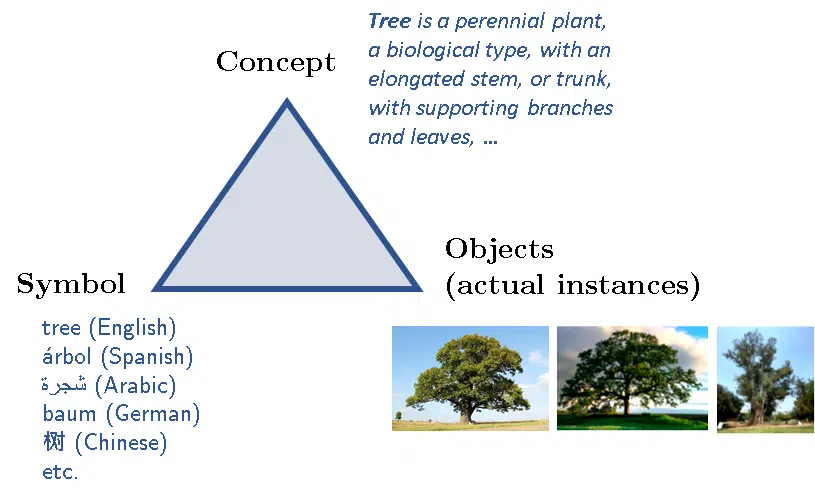 Concept
Tree is a perennial plant,
a biological type, with an
elongated stem, or trunk,
with supporting branches
and leaves, ...
Symbol
tree (English)
árbol (Spanish)
شجرة (Arabic)
baum (German)
树 (Chinese)
etc.
Objects
(actual instances)